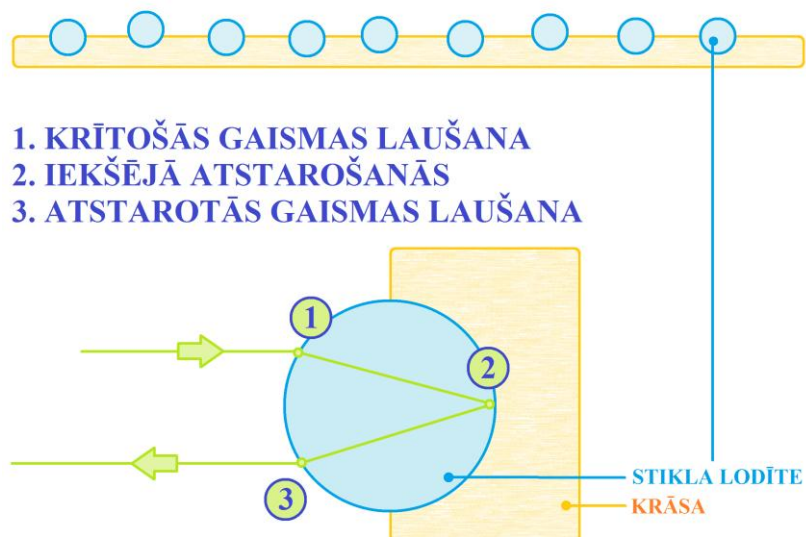 1. KRĪTOŠĀS GAISMAS LAUŠANA
2. IEKŠĒJĀ ATSTAROŠANĀS
3. ATSTAROTĀS GAISMAS LAUŠANA
1
2
3
STIKLA LODĪTE
KRĀSA